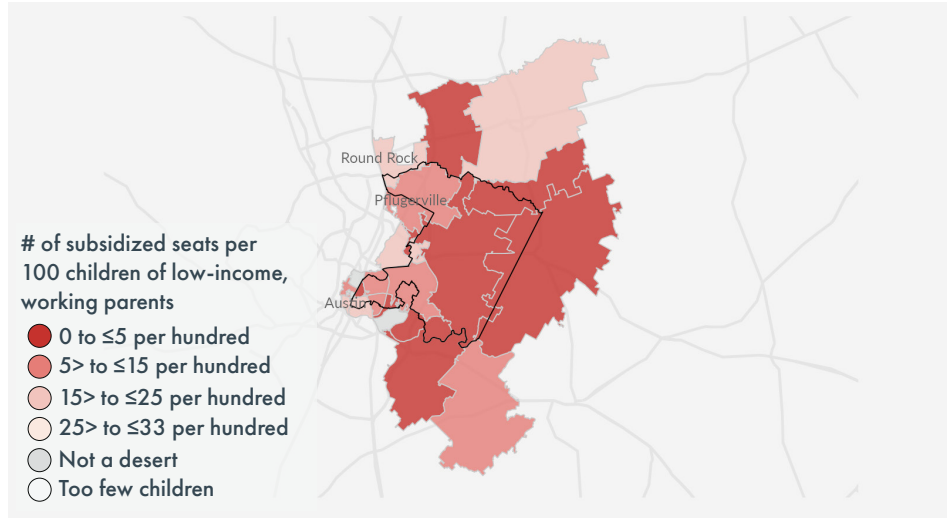 Round Rock
Pflugerville
# of subsidized seats per
100 children of low-income,
working parents
Austin
0 to ≤5 per hundred
5> to ≤15 per hundred
15> to ≤25 per hundred
25> to ≤33 per hundred
Not a desert
Too few children